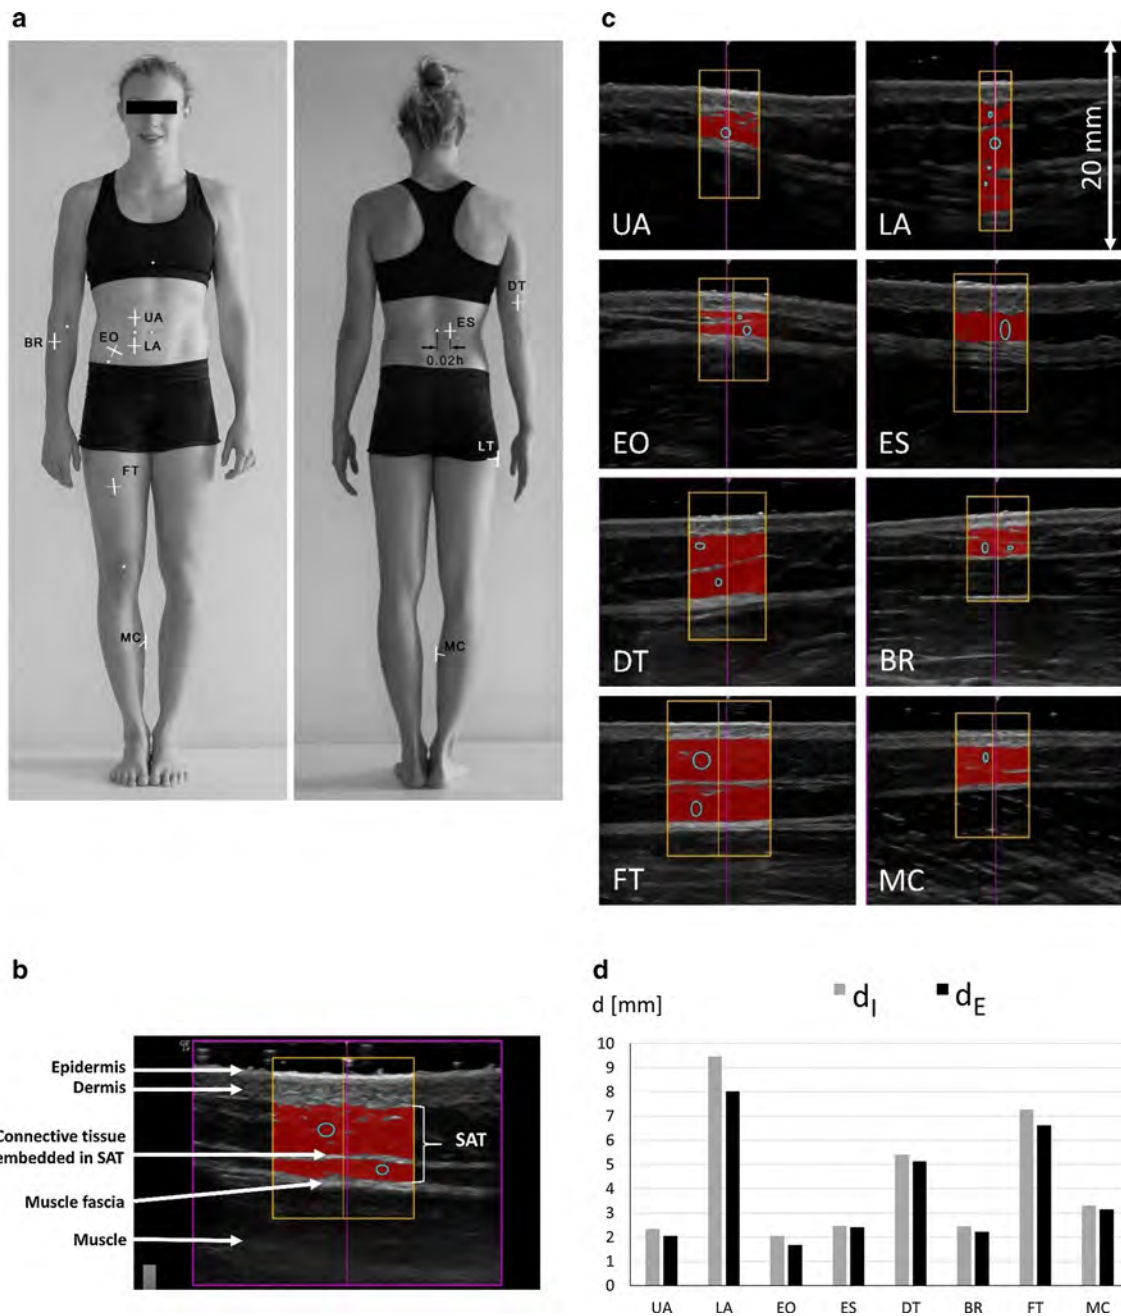 a
UA
BR
EO
LA
FT
MC
DT
ES
0.02h
LT
MC
c
UA
LA
20 mm
EO
ES
DT
BR
FT
MC
b
Epidermis
Dermis
Connective tissue
embedded in SAT
SAT
Muscle fascia
Muscle
d
d [mm]
d_I
d_E
10
9
8
7
6
5
4
3
2
1
0
UA LA EO ES DT BR FT MC